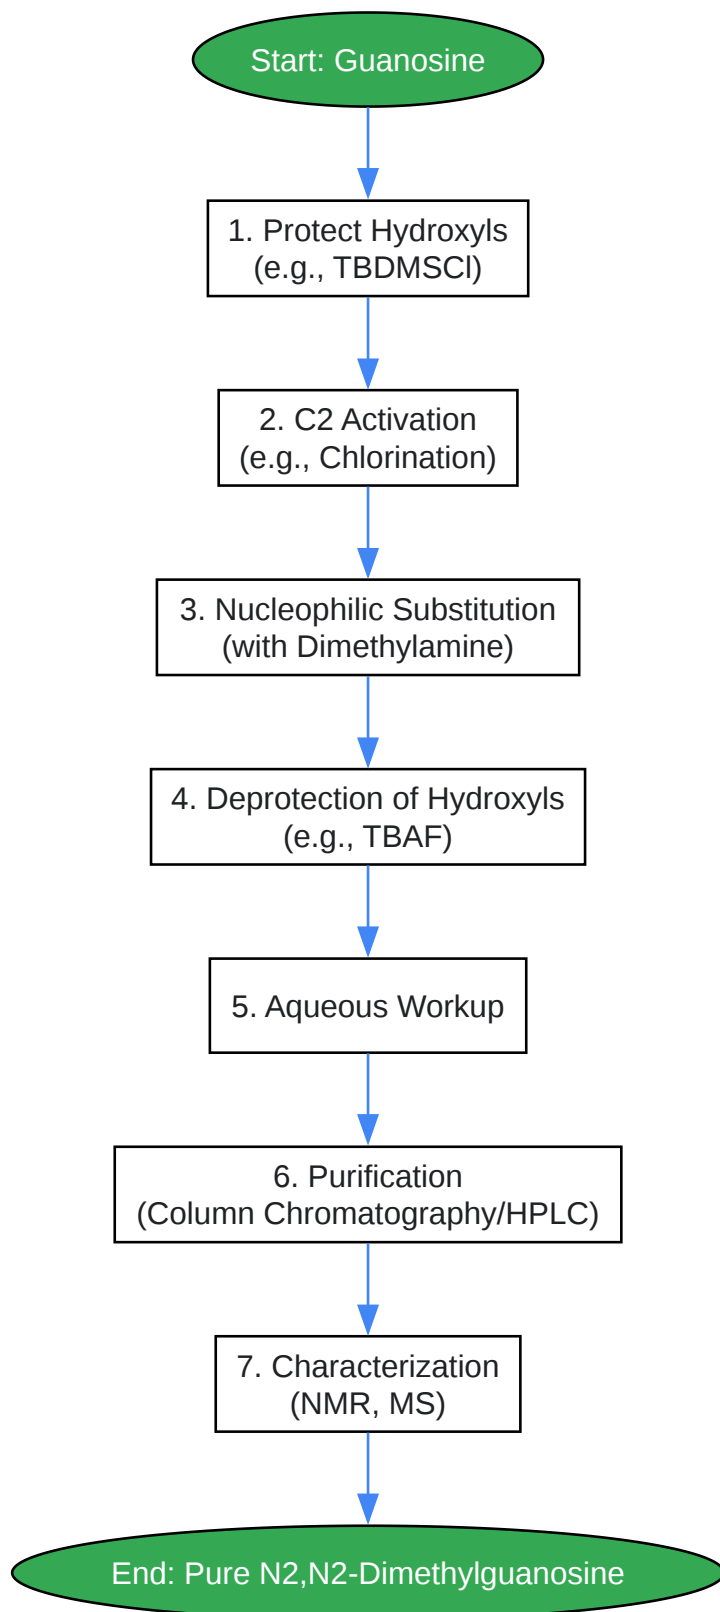 Start: Guanosine
1. Protect Hydroxyls
(e.g., TBDMSCl)
2. C2 Activation
(e.g., Chlorination)
3. Nucleophilic Substitution
(with Dimethylamine)
4. Deprotection of Hydroxyls
(e.g., TBAF)
5. Aqueous Workup
6. Purification
(Column Chromatography/HPLC)
7. Characterization
(NMR, MS)
End: Pure N2,N2-Dimethylguanosine